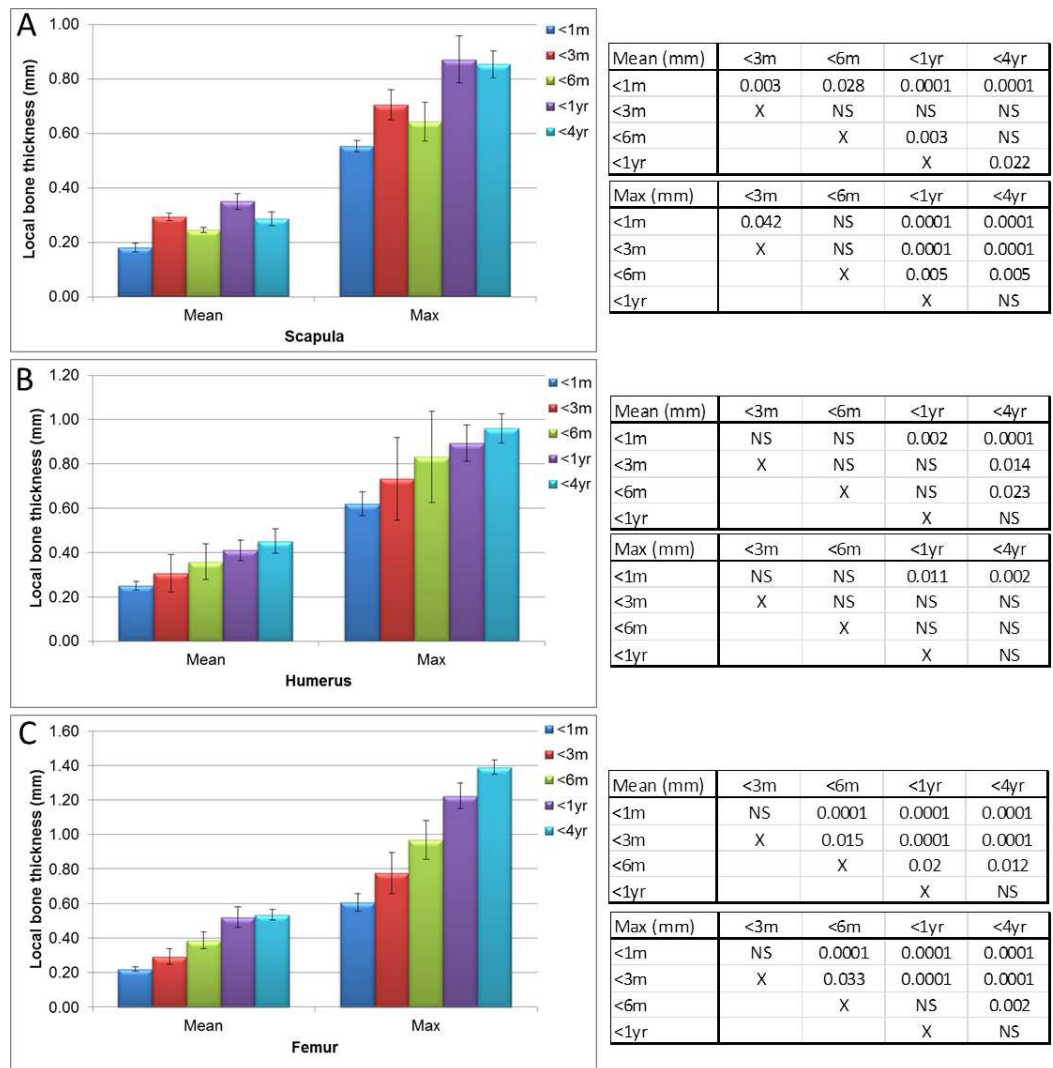 A
Local bone thickness (mm)
1.00
0.80
0.60
0.40
0.20
0.00
Mean Max
Scapula
<1m
<3m
<6m
<1yr
<4yr
Mean (mm) <3m <6m <1yr <4yr
<1m 0.003 0.028 0.0001 0.0001
<3m X NS NS NS
<6m X 0.003 NS
<1yr X 0.022
Max (mm) <3m <6m <1yr <4yr
<1m 0.042 NS 0.0001 0.0001
<3m X NS 0.0001 0.0001
<6m X 0.005 0.005
<1yr X NS
B
Local bone thickness (mm)
1.20
1.00
0.80
0.60
0.40
0.20
0.00
Mean Max
Humerus
<1m
<3m
<6m
<1yr
<4yr
Mean (mm) <3m <6m <1yr <4yr
<1m NS NS 0.002 0.0001
<3m X NS NS 0.014
<6m X NS 0.023
<1yr X NS
Max (mm) <3m <6m <1yr <4yr
<1m NS NS 0.011 0.002
<3m X NS NS NS
<6m X NS NS
<1yr X NS
C
Local bone thickness (mm)
1.60
1.40
1.20
1.00
0.80
0.60
0.40
0.20
0.00
Mean Max
Femur
<1m
<3m
<6m
<1yr
<4yr
Mean (mm) <3m <6m <1yr <4yr
<1m NS 0.0001 0.0001 0.0001
<3m X 0.015 0.0001 0.0001
<6m X 0.02 0.012
<1yr X NS
Max (mm) <3m <6m <1yr <4yr
<1m NS 0.0001 0.0001 0.0001
<3m X 0.033 0.0001 0.0001
<6m X NS 0.002
<1yr X NS